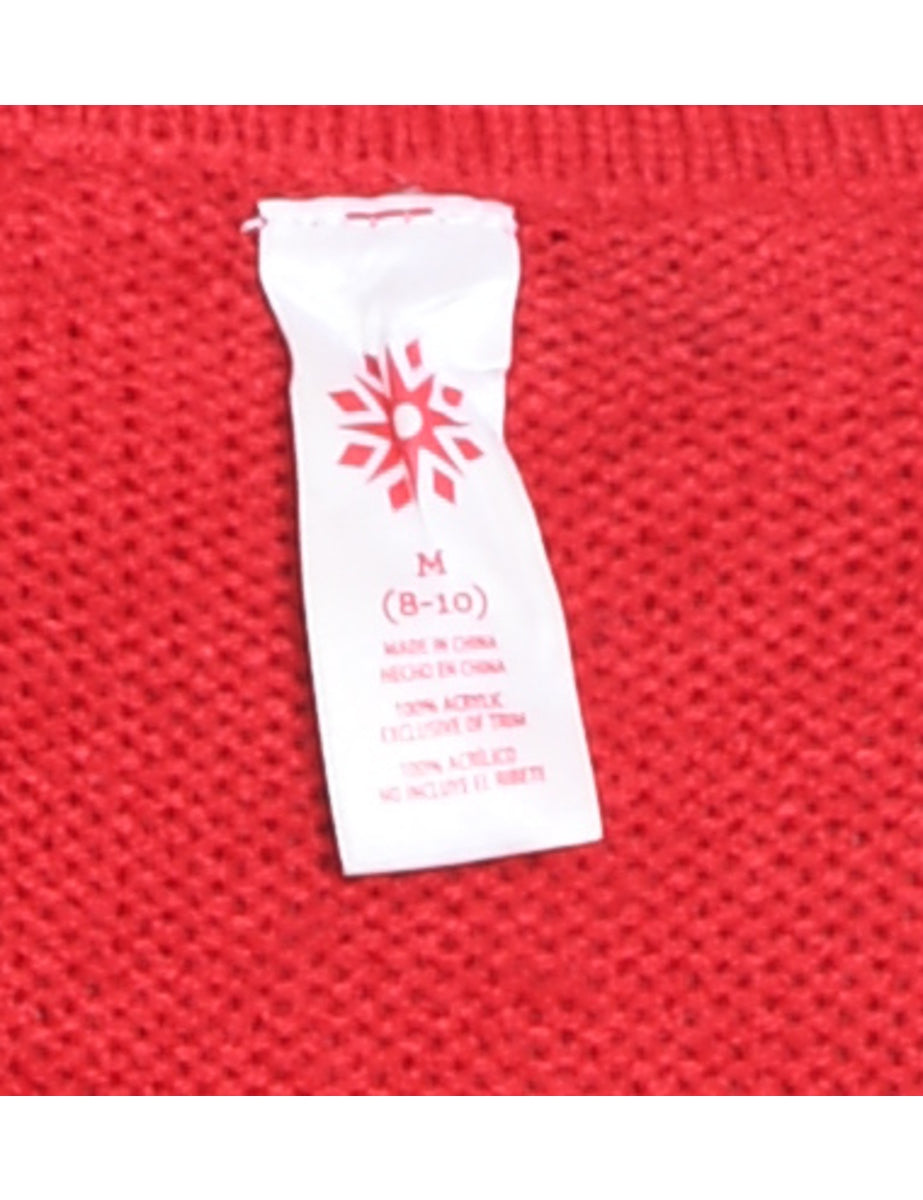 M
(8-10)
MADE IN CHINA
HECHO EN CHINA
100% ACRYLIC
EXCLUSIVE OF TRIM
100% ACRÍLICO
NO INCLUYE EL RIBETE